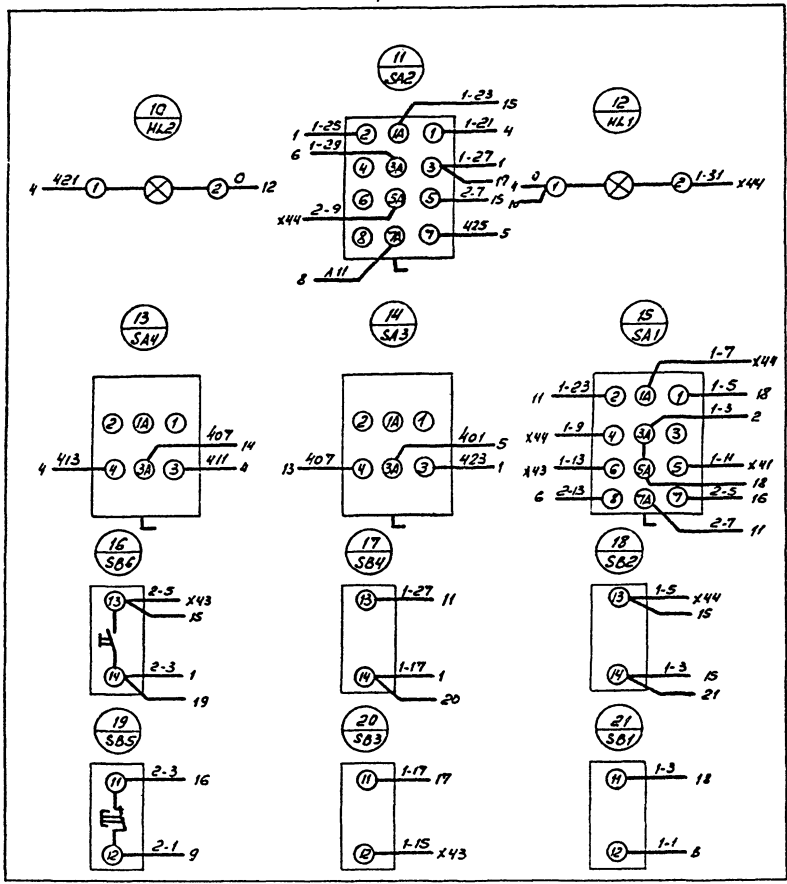 11
SA2
10
HL2
12
HL1
1-23 15
1 1-25 2 1A 1 1-21 4
6 1-29
4 3A 3 1-27 1
17
4 421 1 2 0 12
4 0 1 2 1-31 X44
10
6 5A 5 2-7 15
X44 2-9
8 7A 7 425 5
8 A11
13
SA4
14
SA3
15
SA1
1-7 X44
11 1-23 2 1A 1 1-5 18
1-3 2
2 1A 1
2 1A 1
X44 1-9 4 3A 3
407 14
401 5
4 413 4 3A 3 411 4
13 407 4 3A 3 423 1
X43 1-13 6 5A 5 1-11 X41
18
6 2-13 8 7A 7 2-5 16
2-7 11
16
SB6
17
SB4
18
SB2
13 2-5 X43
15
13 1-27 11
13 1-5 X44
15
14 2-3 1
19
14 1-17 1
20
14 1-3 15
21
19
SB5
20
SB3
21
SB1
11 2-3 16
11 1-17 17
11 1-3 18
12 2-1 9
12 1-15 X43
12 1-1 8